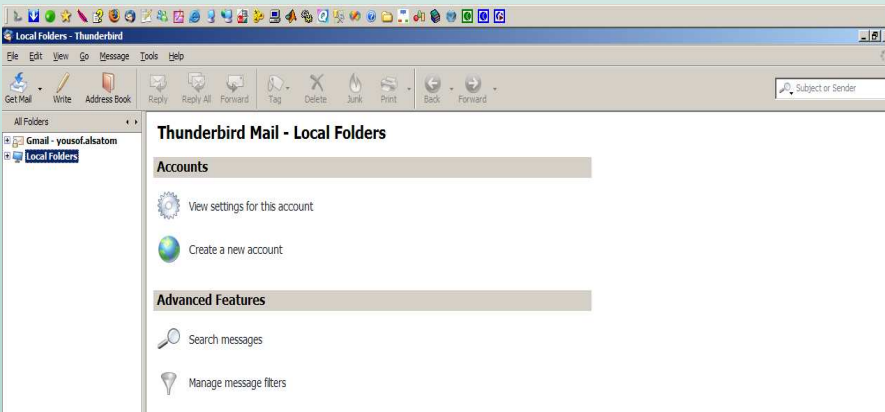 Local Folders - Thunderbird
File Edit View Go Message Tools Help
Get Mail Write Address Book Reply Reply All Forward Tag Delete Junk Print Back Forward Subject or Sender
All Folders
Gmail - yousof.alsatom
Local Folders
Thunderbird Mail - Local Folders
Accounts
View settings for this account
Create a new account
Advanced Features
Search messages
Manage message filters